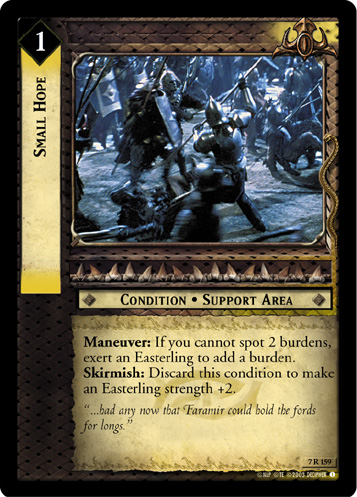 1
SMALL HOPE
CONDITION • SUPPORT AREA
Maneuver: If you cannot spot 2 burdens,
exert an Easterling to add a burden.
Skirmish: Discard this condition to make
an Easterling strength +2.
“...had any now that Faramir could hold the fords
for long.”
7 R 159